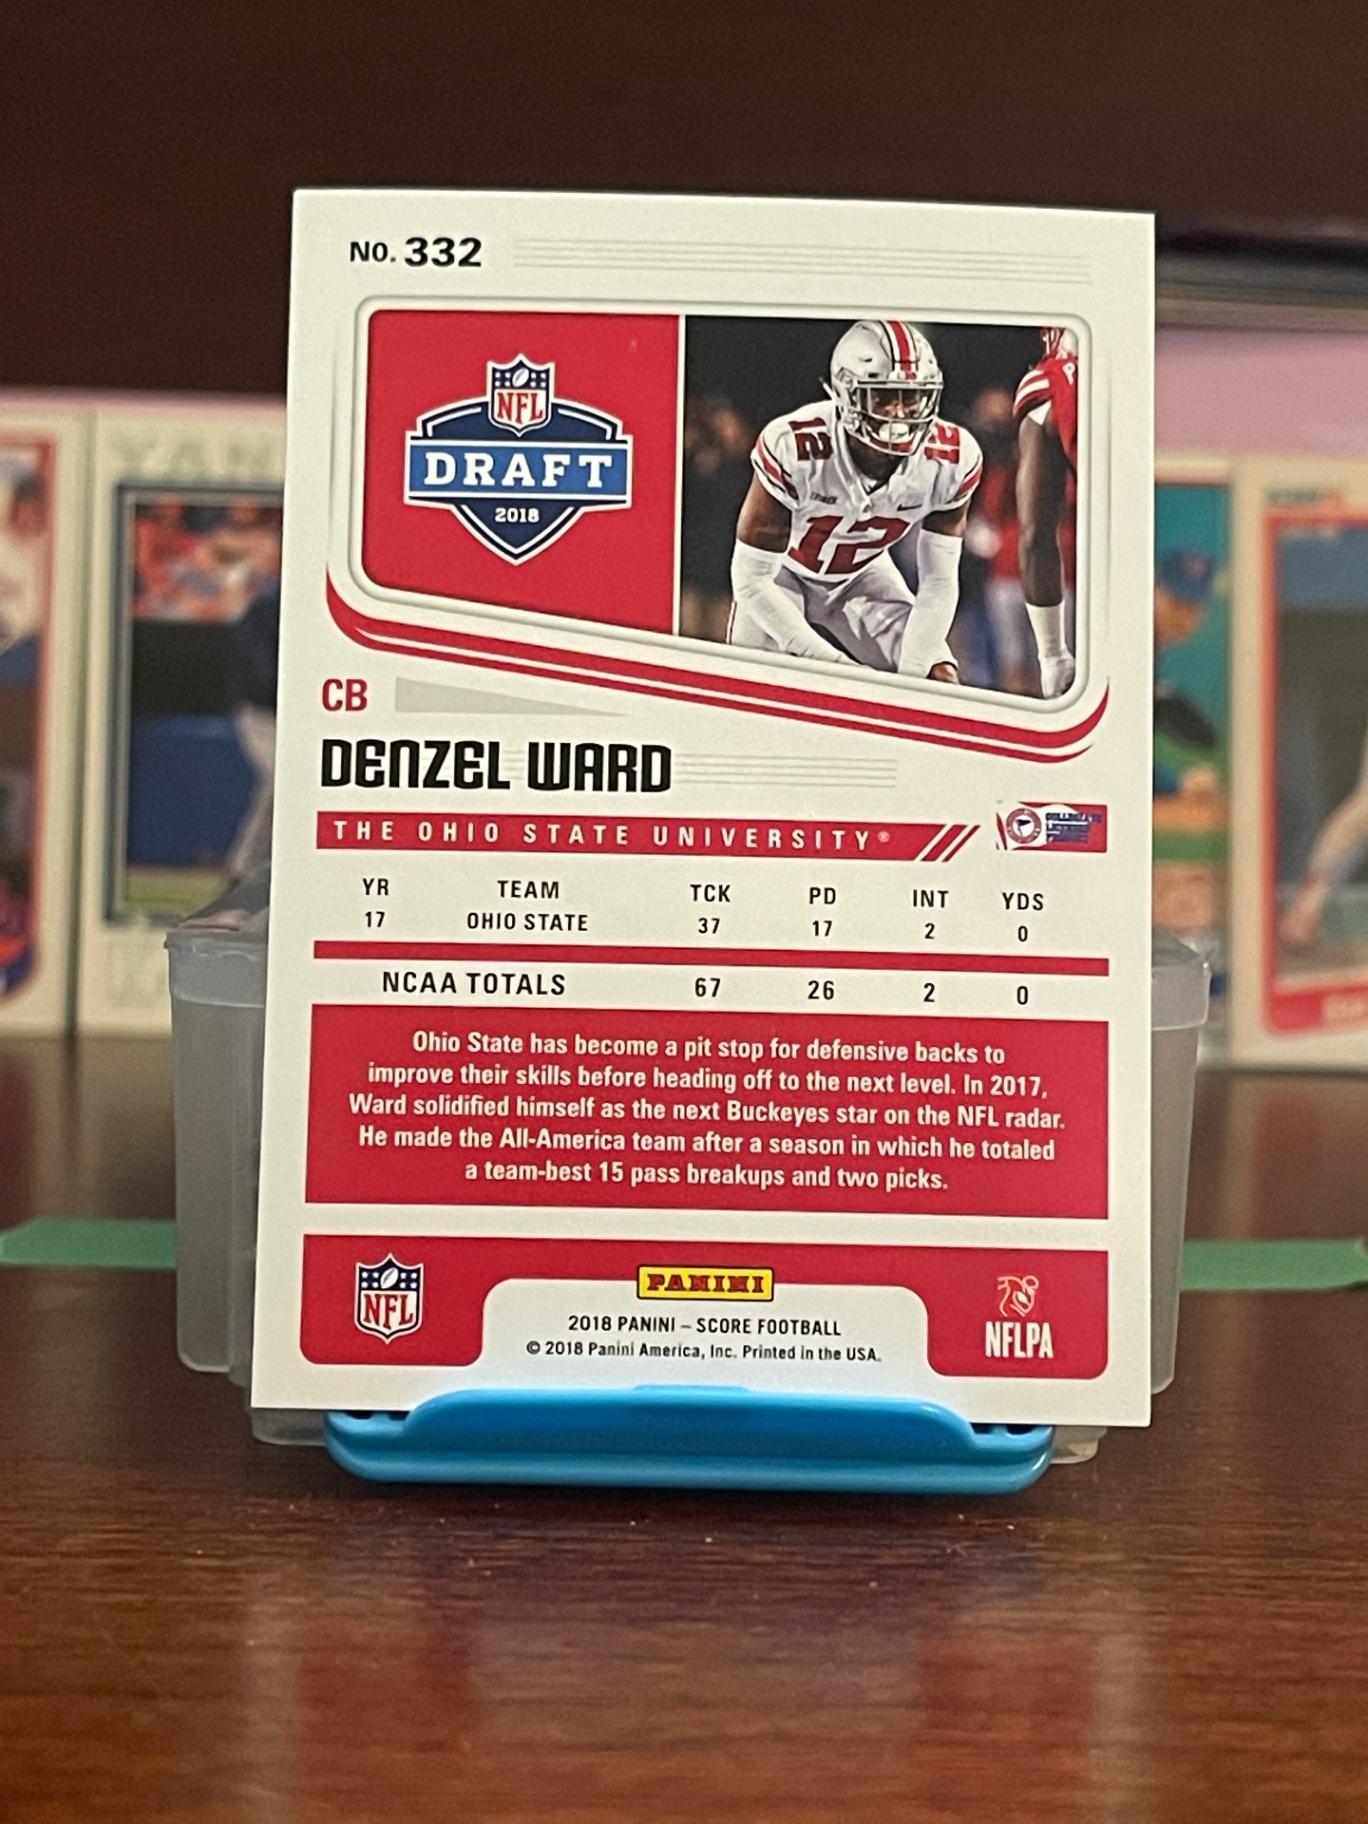 No. 332
NFL
DRAFT
2018
12 12
12
CB
DENZEL WARD
THE OHIO STATE UNIVERSITY®
YR TEAM TCK PD INT YDS
17 OHIO STATE 37 17 2 0
NCAA TOTALS 67 26 2 0
Ohio State has become a pit stop for defensive backs to
improve their skills before heading off to the next level. In 2017,
Ward solidified himself as the next Buckeyes star on the NFL radar.
He made the All-America team after a season in which he totaled
a team-best 15 pass breakups and two picks.
NFL
PANINI
2018 PANINI – SCORE FOOTBALL
© 2018 Panini America, Inc. Printed in the USA.
NFLPA